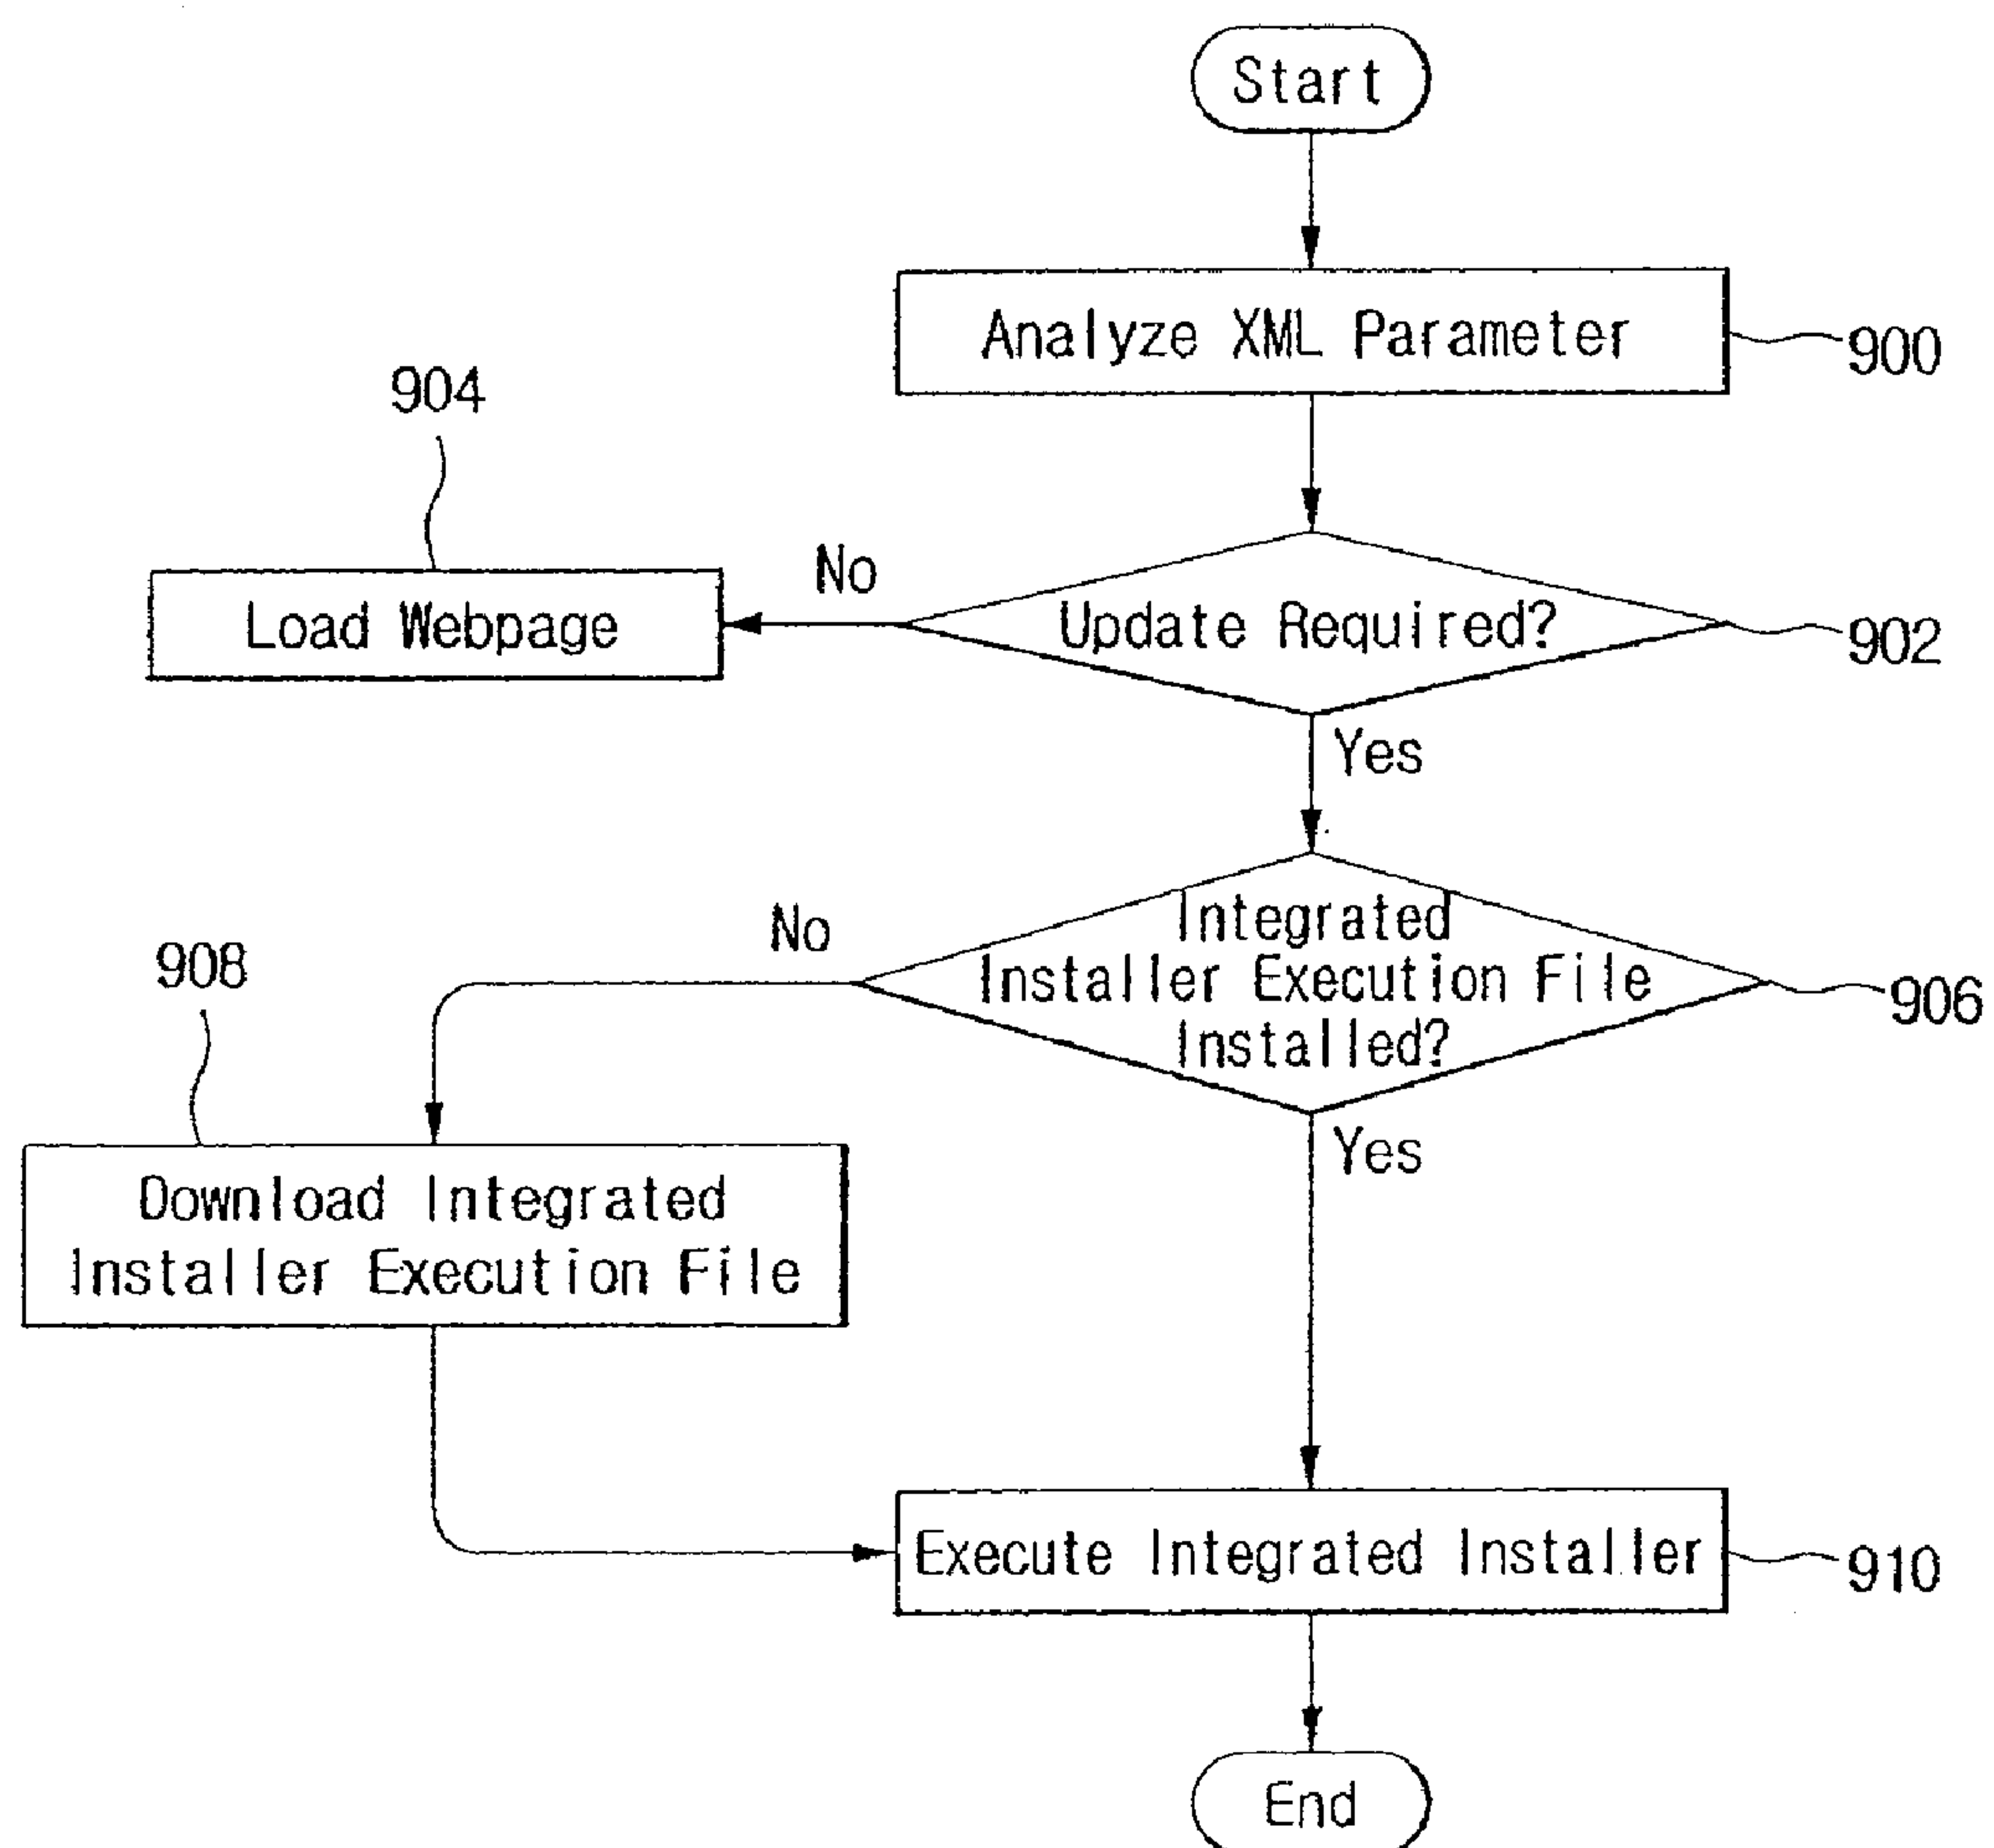 Start
Analyze XML Parameter
900
904
No
Load Webpage
Update Required?
902
Yes
No
Integrated
Installer Execution File
Installed?
906
908
Yes
Download Integrated
Installer Execution File
Execute Integrated Installer
910
End